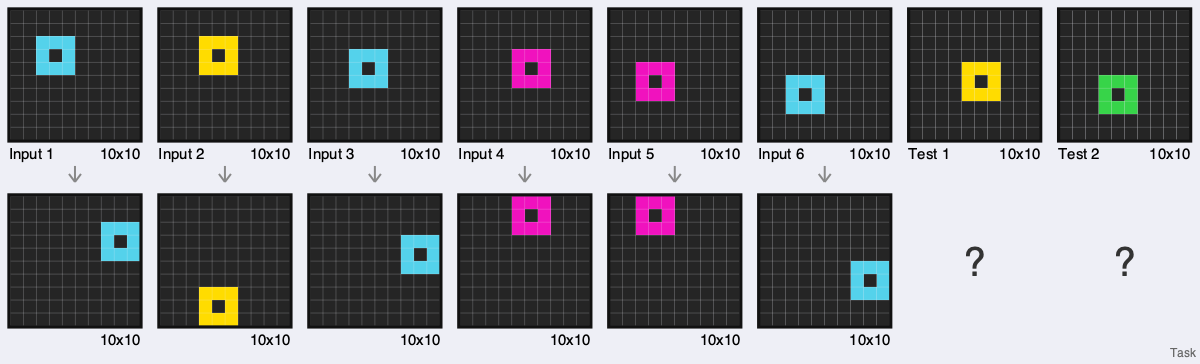 Input 1 10x10
Input 2 10x10
Input 3 10x10
Input 4 10x10
Input 5 10x10
Input 6 10x10
Test 1 10x10
Test 2 10x10
? ?
10x10
10x10
10x10
10x10
10x10
10x10
Task